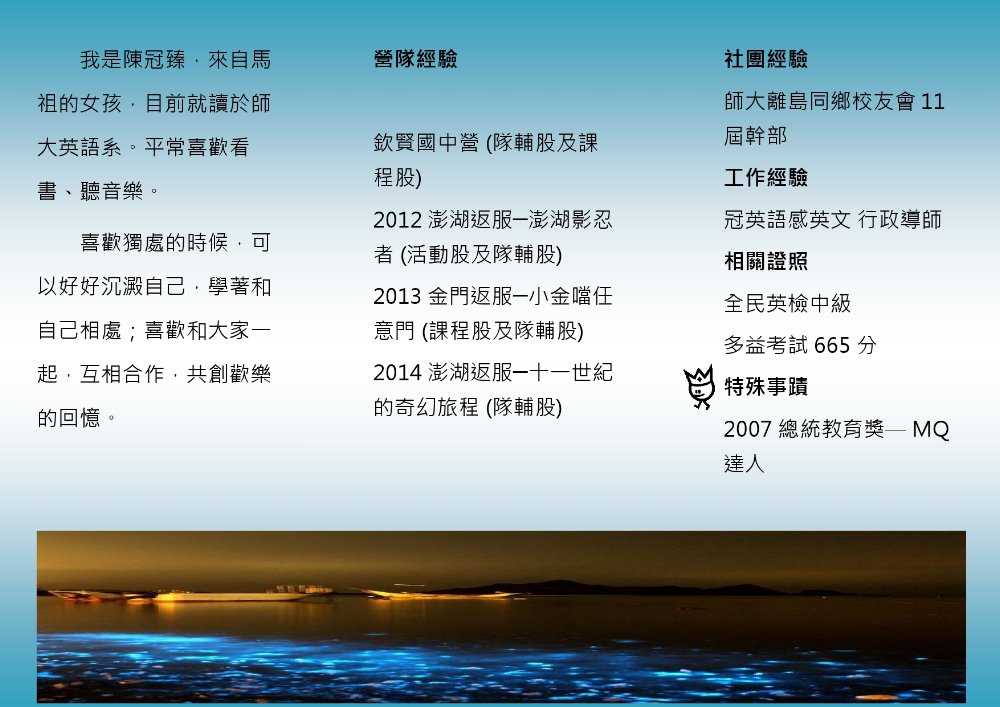 我是陳冠臻，來自馬
祖的女孩，目前就讀於師
大英語系。平常喜歡看
書、聽音樂。
喜歡獨處的時候，可
以好好沉澱自己，學著和
自己相處；喜歡和大家一
起，互相合作，共創歡樂
的回憶。
營隊經驗
欽賢國中營 (隊輔股及課
程股)
2012 澎湖返服─澎湖影忍
者 (活動股及隊輔股)
2013 金門返服─小金噹任
意門 (課程股及隊輔股)
2014 澎湖返服─十一世紀
的奇幻旅程 (隊輔股)
社團經驗
師大離島同鄉校友會 11
屆幹部
工作經驗
冠英語感英文 行政導師
相關證照
全民英檢中級
多益考試 665 分
特殊事蹟
2007 總統教育獎— MQ
達人